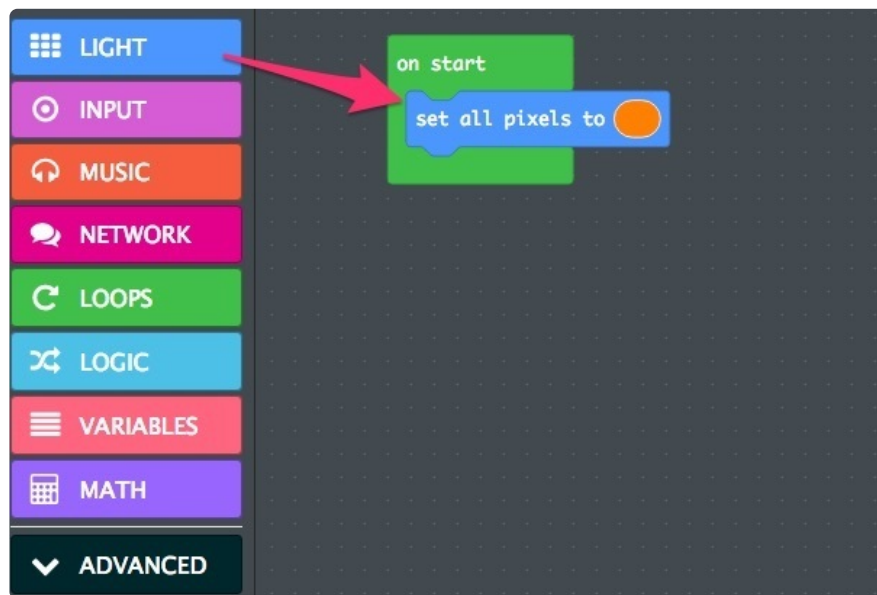 LIGHT
INPUT
MUSIC
NETWORK
LOOPS
LOGIC
VARIABLES
MATH
ADVANCED
on start
set all pixels to